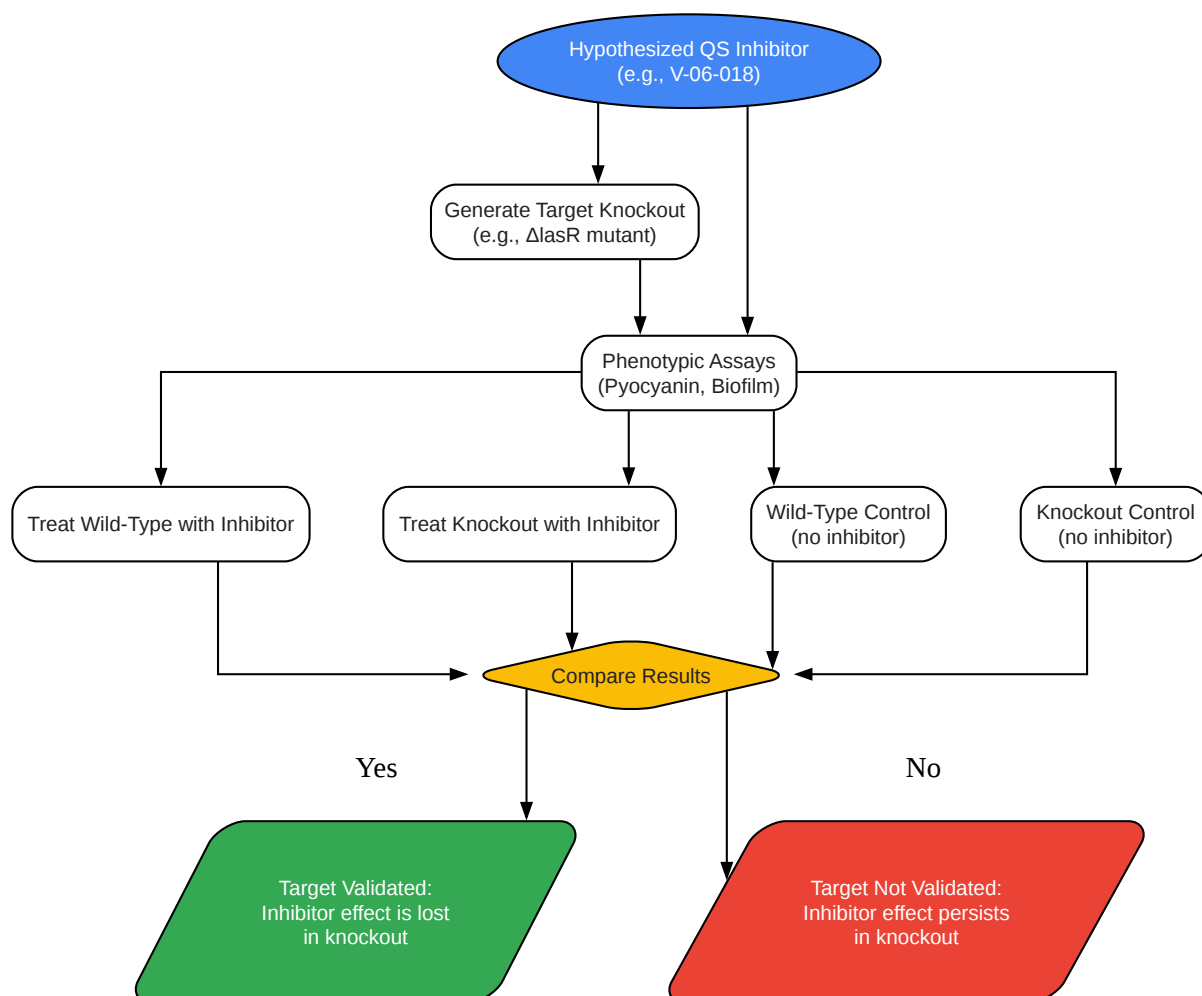 Hypothesized QS Inhibitor
(e.g., V-06-018)
Generate Target Knockout
(e.g., ΔlasR mutant)
Phenotypic Assays
(Pyocyanin, Biofilm)
Treat Wild-Type with Inhibitor
Treat Knockout with Inhibitor
Wild-Type Control
(no inhibitor)
Knockout Control
(no inhibitor)
Compare Results
Yes
No
Target Validated:
Inhibitor effect is lost
in knockout
Target Not Validated:
Inhibitor effect persists
in knockout